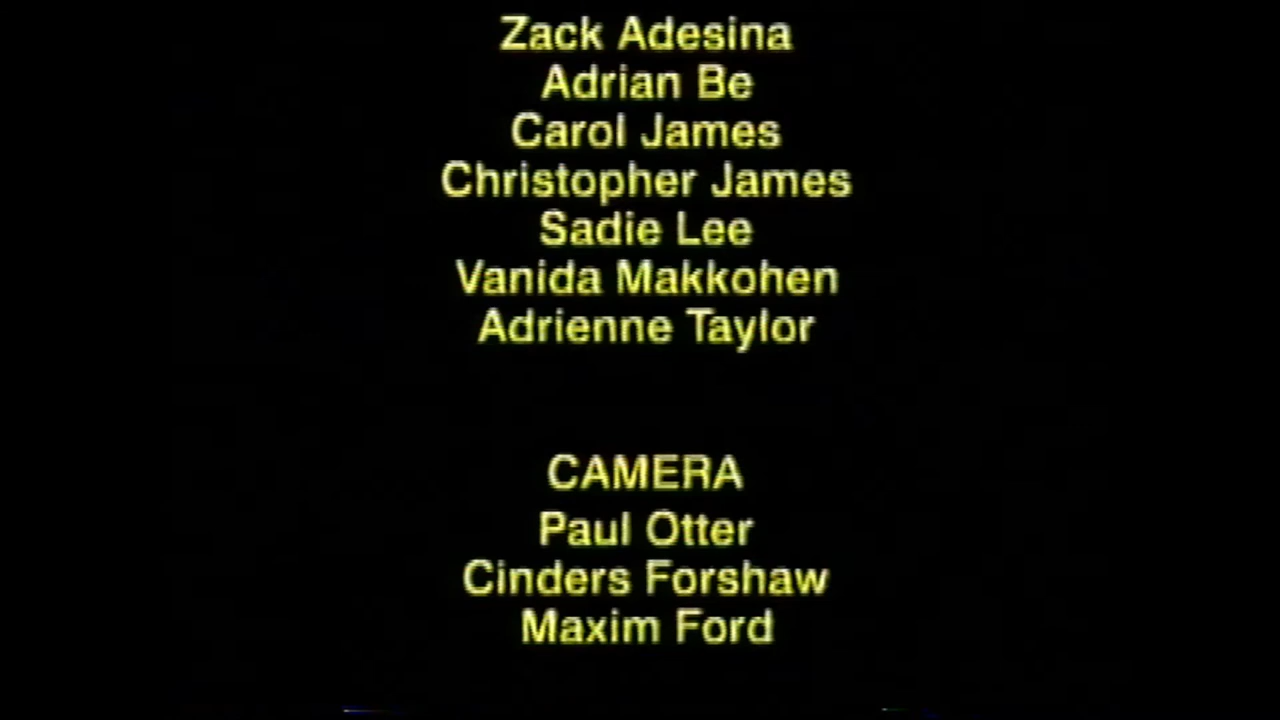 Zack Adesina
Adrian Be
Carol James
Christopher James
Sadie Lee
Vanida Makkohen
Adrienne Taylor
CAMERA
Paul Otter
Cinders Forshaw
Maxim Ford